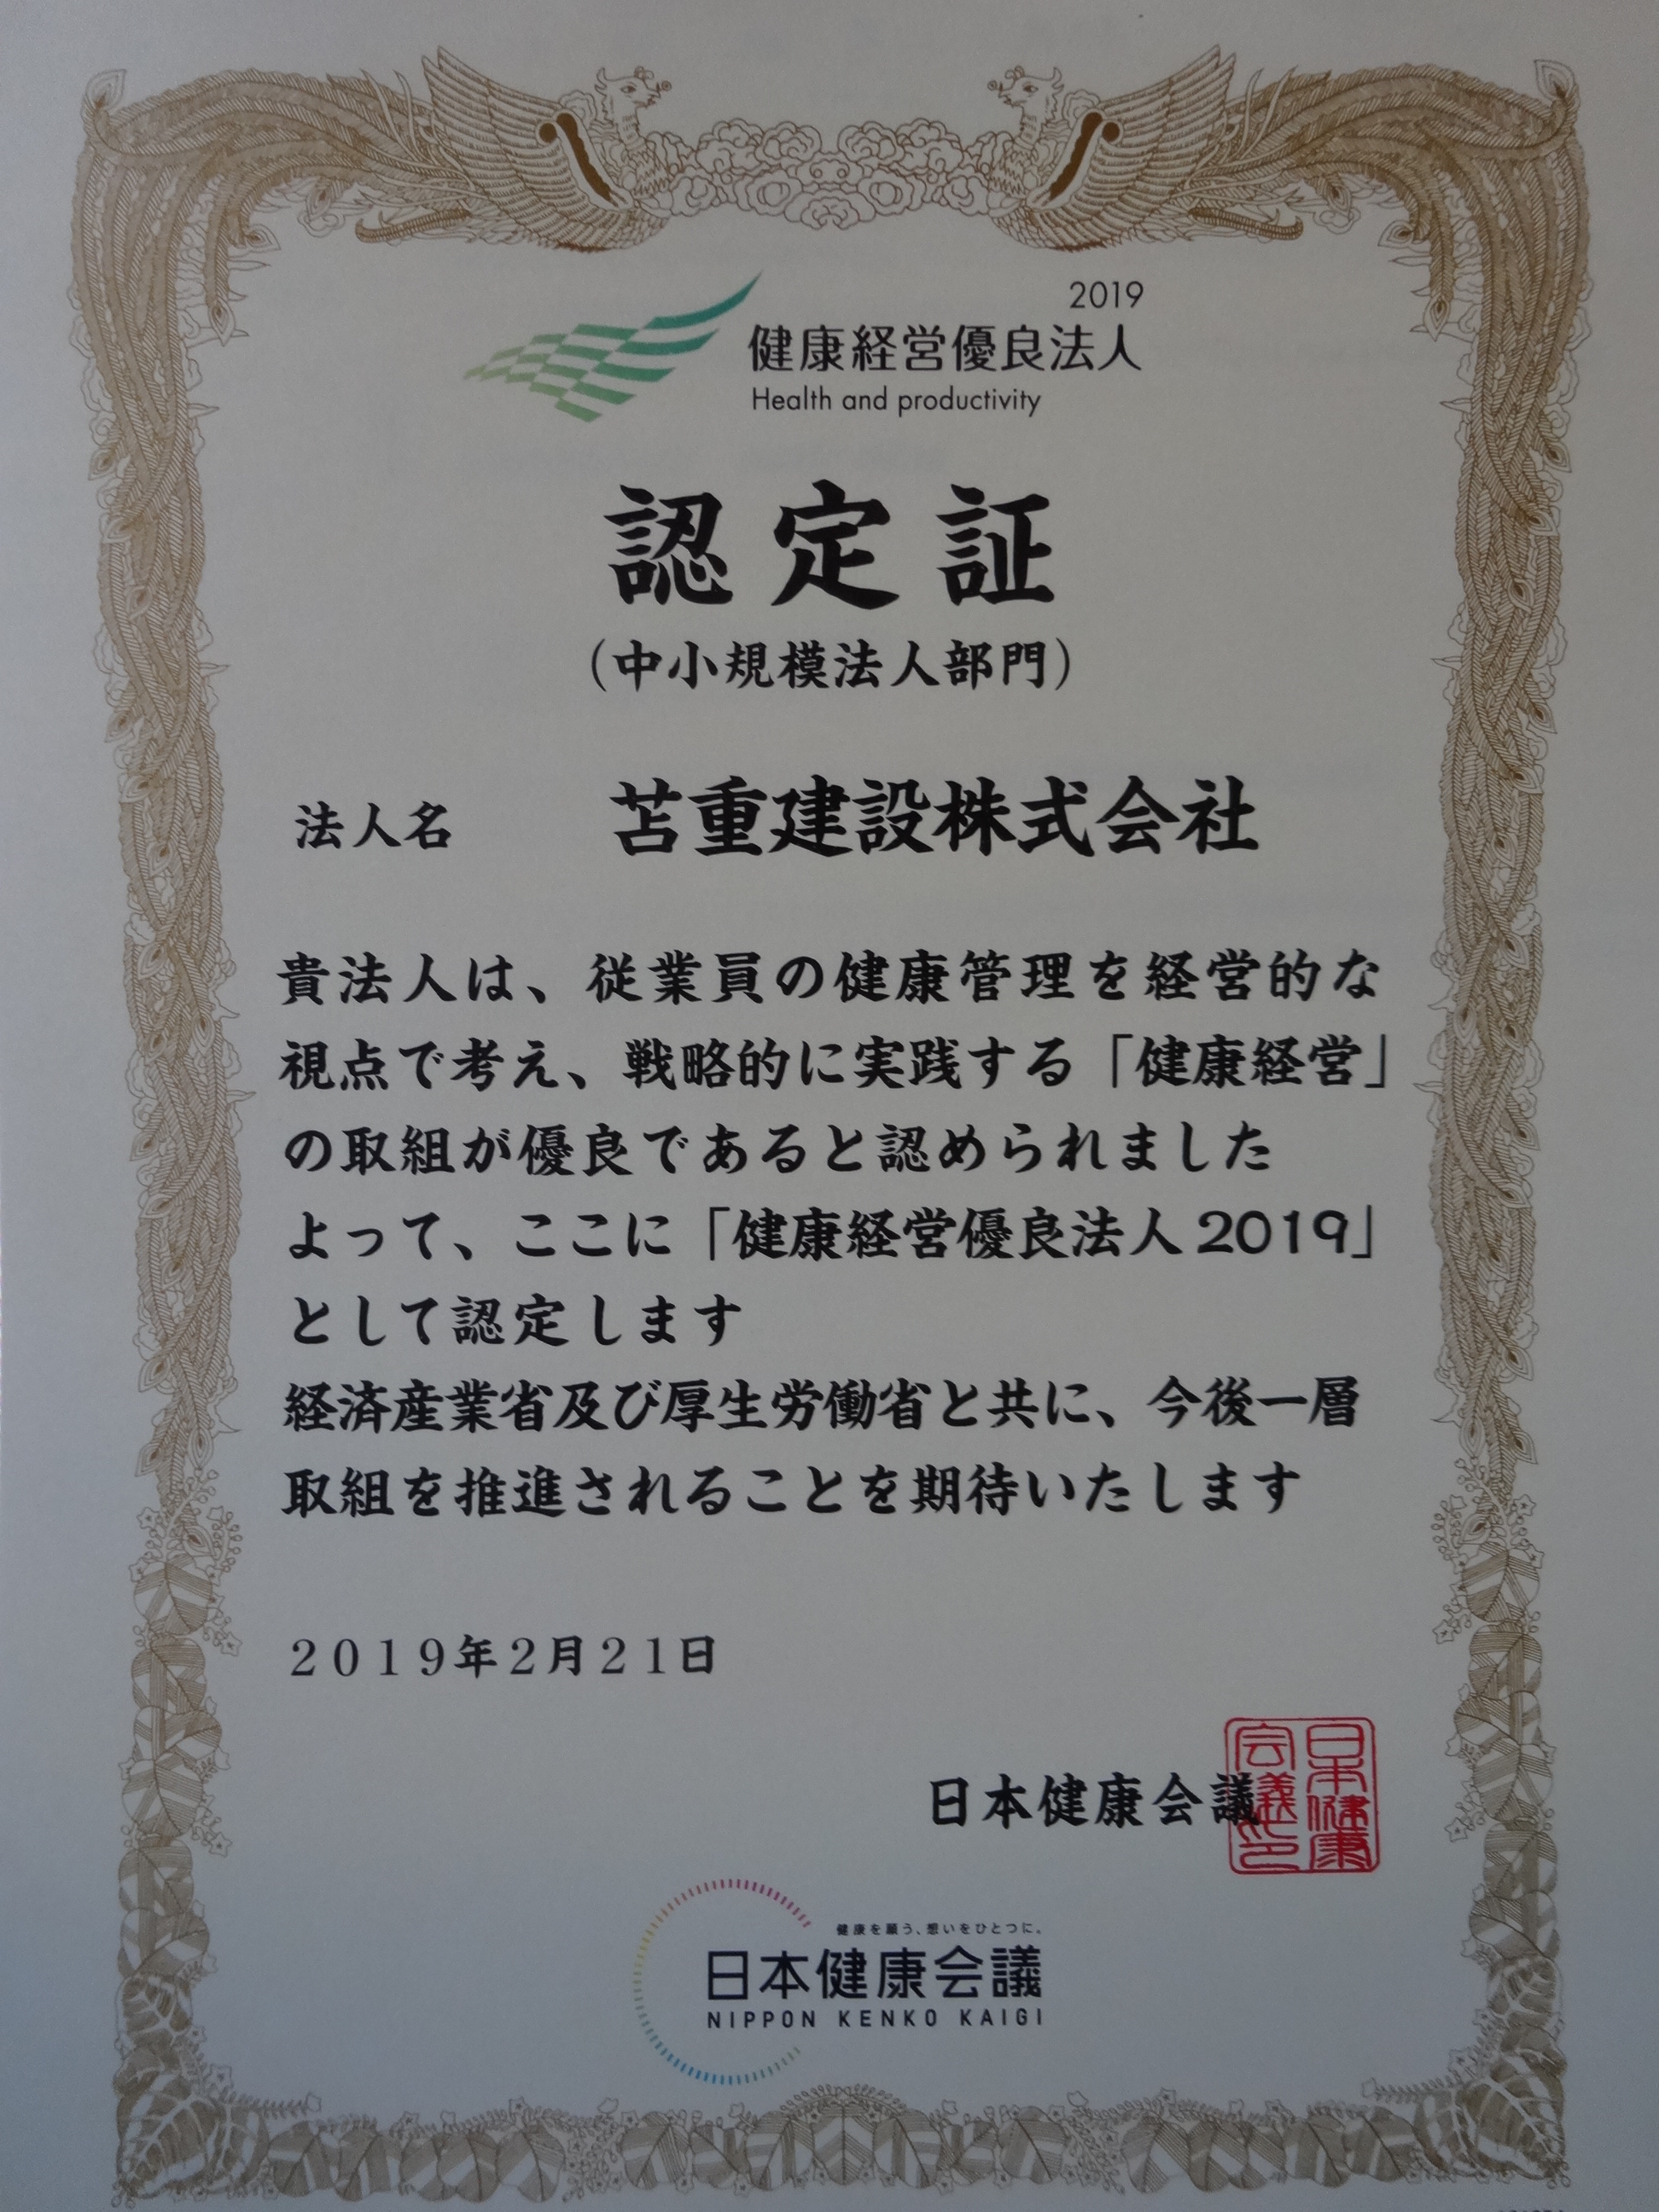 2019
健康経営優良法人
Health and productivity
認定証
（中小規模法人部門）
法人名　苫重建設株式会社
貴法人は、従業員の健康管理を経営的な
視点で考え、戦略的に実践する「健康経営」
の取組が優良であると認められました
よって、ここに「健康経営優良法人2019」
として認定します
経済産業省及び厚生労働省と共に、今後一層
取組を推進されることを期待いたします
2019年2月21日
日本健康会議
日本健康会議印
健康を願う、想いをひとつに。
日本健康会議
NIPPON KENKO KAIGI